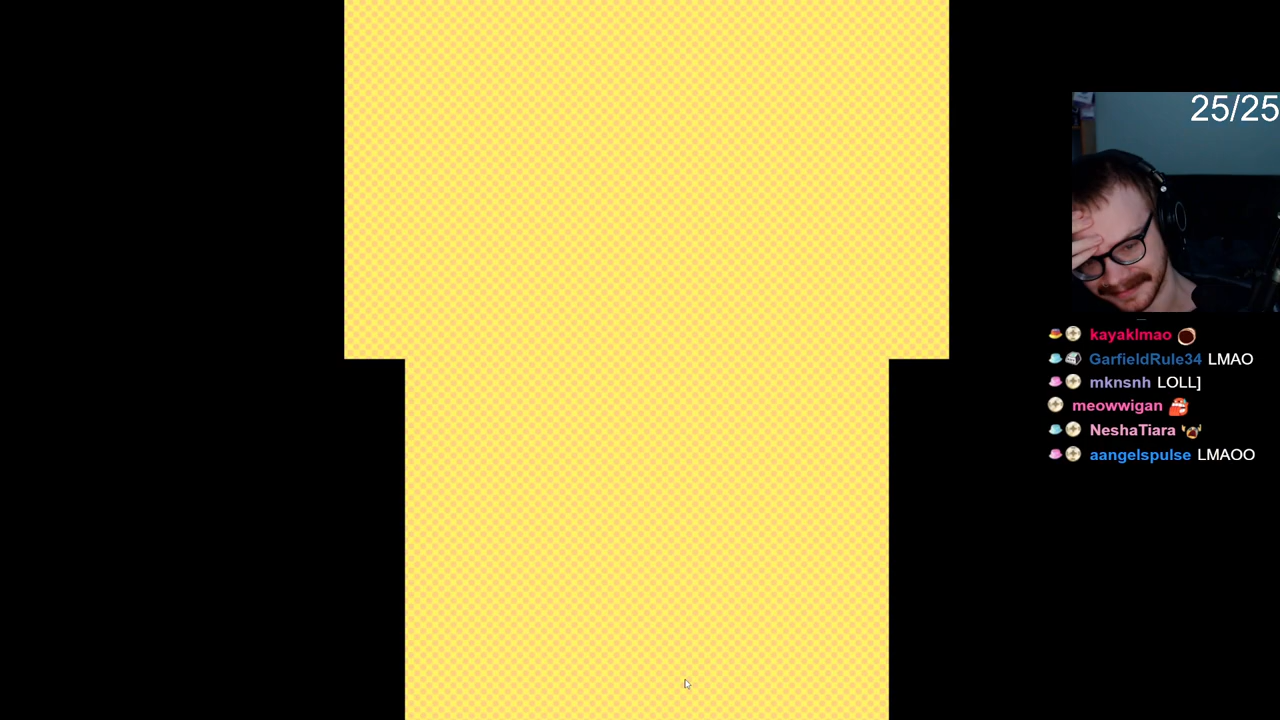 25/25
kayaklmao
GarfieldRule34 LMAO
mknsnh LOLL]
meowwigan
NeshaTiara
aangelspulse LMAOO